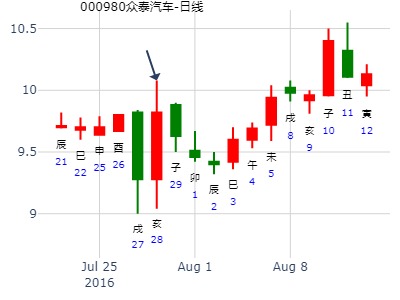 000980众泰汽车-日线
10.5
10
9.5
9
辰
21
巳
22
申
25
酉
26
戌
27
亥
28
子
29
卯
1
辰
2
巳
3
午
4
未
5
戌
8
亥
9
子
10
丑
11
寅
12
Jul 25
2016
Aug 1
Aug 8